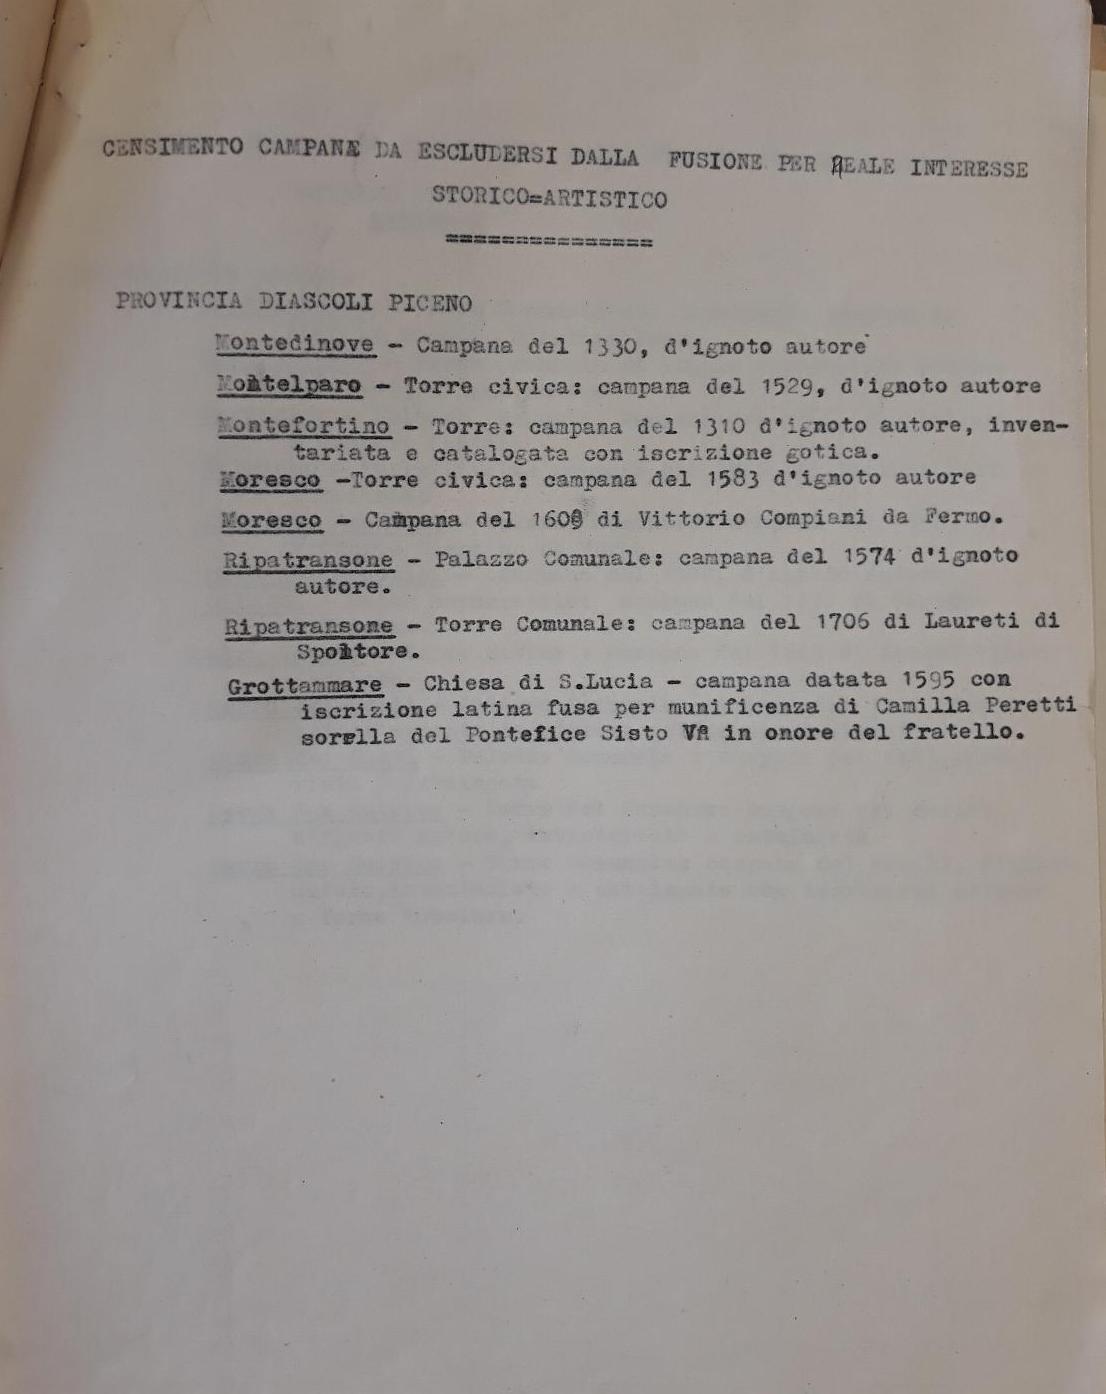 CENSIMENTO CAMPANE DA ESCLUDERSI DALLA FUSIONE PER REALE INTERESSE
STORICO=ARTISTICO
===============
PROVINCIA DIASCOLI PICENO
Montedinove - Campana del 1330, d'ignoto autore
Montelparo - Torre civica: campana del 1529, d'ignoto autore
Montefortino - Torre: campana del 1310 d'ignoto autore, inven-
tariata e catalogata con iscrizione gotica.
Moresco -Torre civica: campana del 1583 d'ignoto autore
Moresco - Campana del di Vittorio Compiani da Fermo.
Ripatransone - Palazzo Comunale: campana del 1574 d'ignoto
autore.
Ripatransone - Torre Comunale: campana del 1706 di Laureti di
Spoltore.
Grottammare - Chiesa di S.Lucia - campana datata 1595 con
iscrizione latina fusa per munificenza di Camilla Peretti
sorella del Pontefice Sisto V° in onore del fratello.